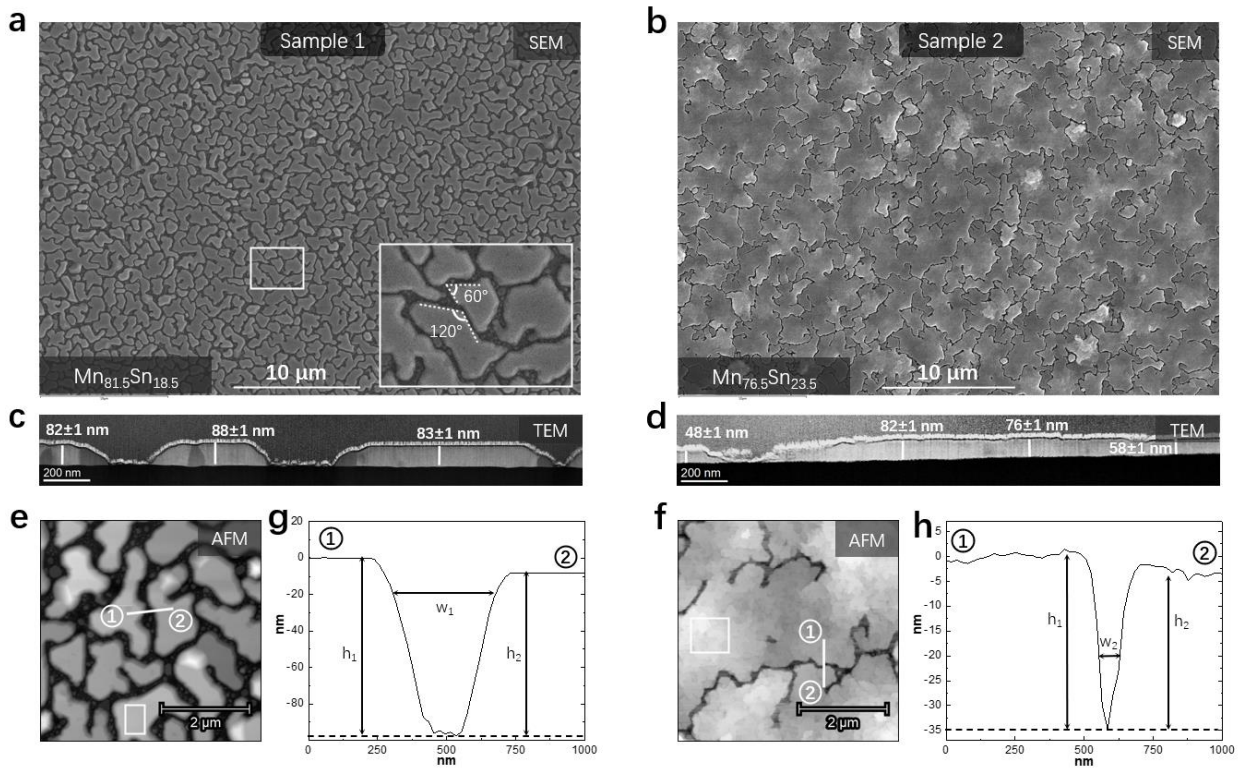 a
Sample 1
SEM
60°
120°
Mn81.5Sn18.5
10 μm
b
Sample 2
SEM
Mn76.5Sn23.5
10 μm
c
82±1 nm
88±1 nm
83±1 nm
TEM
200 nm
d
48±1 nm
82±1 nm
76±1 nm
58±1 nm
TEM
200 nm
e
AFM
①
②
2 μm
g
20
0
-20
-40
-60
-80
nm
①
②
w1
h1
h2
0
250
500
750
1000
nm
f
AFM
①
②
2 μm
h
5
0
-5
-10
-15
-20
-25
-30
-35
nm
①
②
w2
h1
h2
0
250
500
750
1000
nm